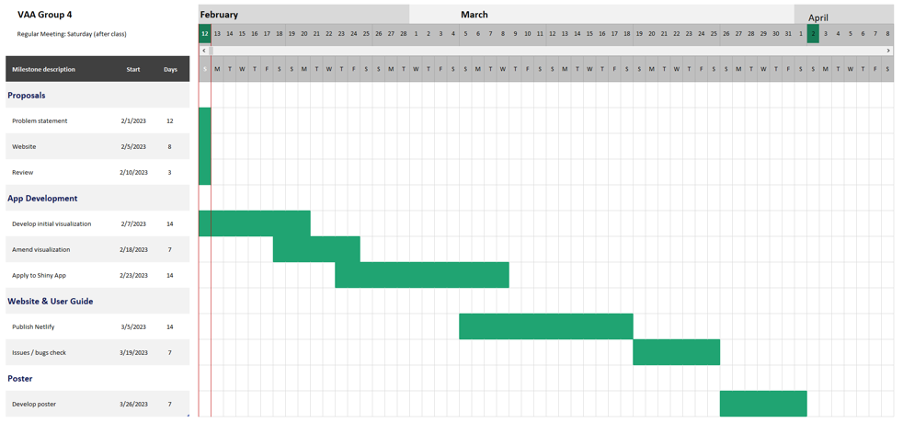 VAA Group 4
Regular Meeting: Saturday (after class)
February
March
April
12 13 14 15 16 17 18 19 20 21 22 23 24 25 26 27 28 1 2 3 4 5 6 7 8 9 10 11 12 13 14 15 16 17 18 19 20 21 22 23 24 25 26 27 28 29 30 31 1 2 3 4 5 6 7 8
Milestone description Start Days
S M T W T F S S M T W T F S S M T W T F S S M T W T F S S M T W T F S S M T W T F S S M T W T F S S M T W T F S
Proposals
Problem statement 2/1/2023 12
Website 2/5/2023 8
Review 2/10/2023 3
App Development
Develop initial visualization 2/7/2023 14
Amend visualization 2/18/2023 7
Apply to Shiny App 2/23/2023 14
Website & User Guide
Publish Netlify 3/5/2023 14
Issues / bugs check 3/19/2023 7
Poster
Develop poster 3/26/2023 7